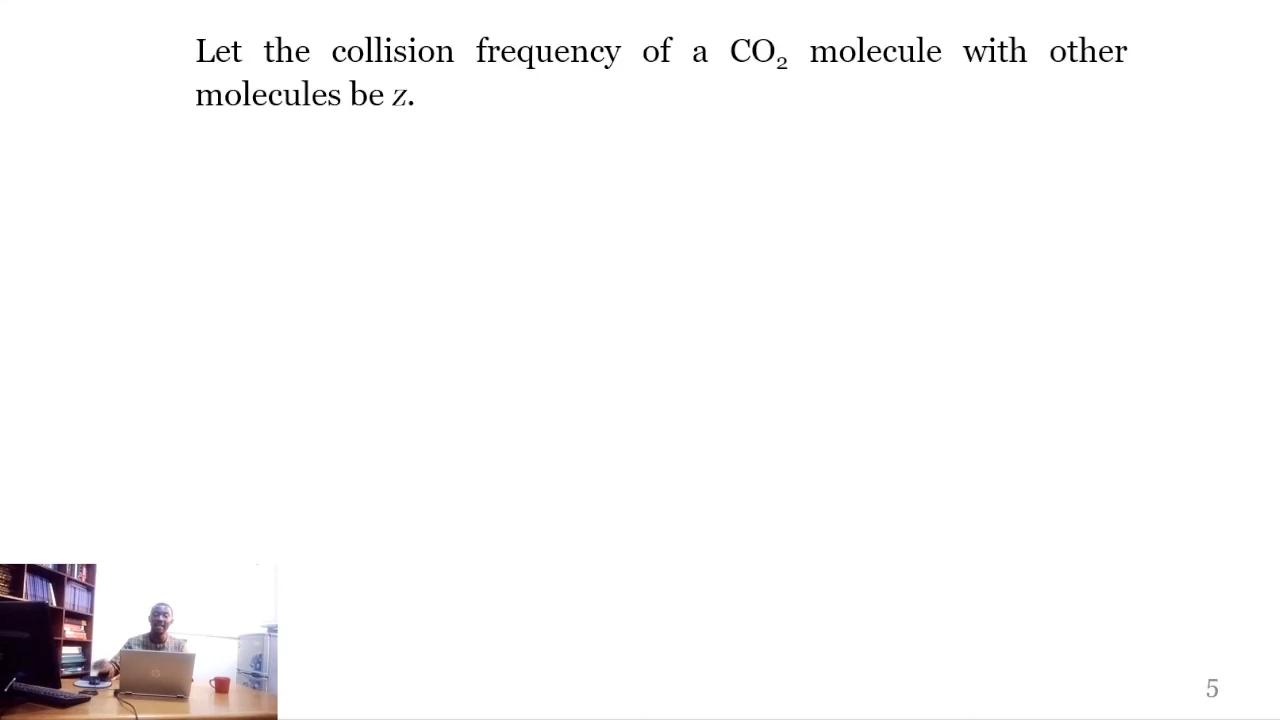 Let the collision frequency of a CO₂ molecule with other
molecules be z.
5